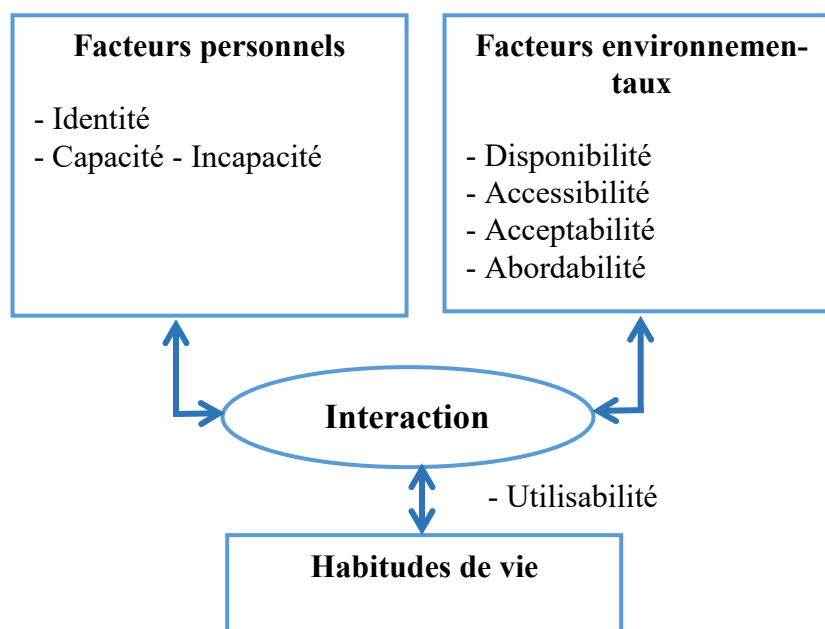 Facteurs personnels
- Identité
- Capacité - Incapacité
Facteurs environnemen-
taux
- Disponibilité
- Accessibilité
- Acceptabilité
- Abordabilité
Interaction
- Utilisabilité
Habitudes de vie